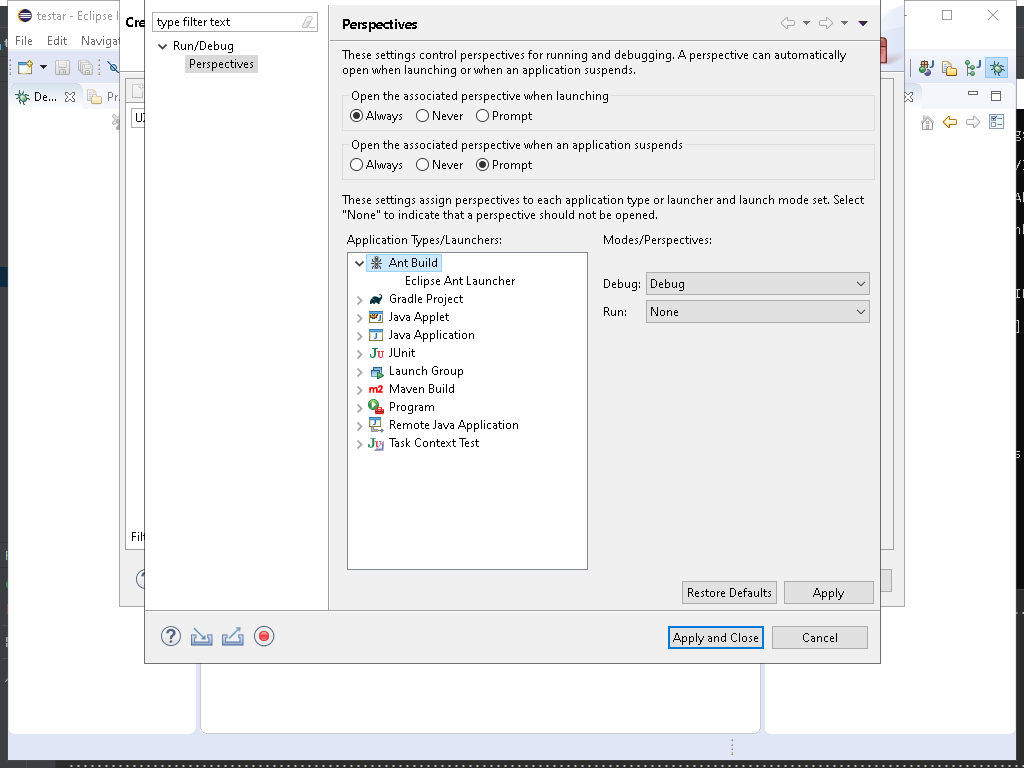 testar - Eclipse I
File Edit Navigat
De...
Pr
Cre
type filter text
Run/Debug
Perspectives
Perspectives
These settings control perspectives for running and debugging. A perspective can automatically
open when launching or when an application suspends.
Open the associated perspective when launching
Always Never Prompt
Open the associated perspective when an application suspends
Always Never Prompt
These settings assign perspectives to each application type or launcher and launch mode set. Select
"None" to indicate that a perspective should not be opened.
Application Types/Launchers:
Modes/Perspectives:
Ant Build
Eclipse Ant Launcher
Gradle Project
Java Applet
Java Application
JUnit
Launch Group
Maven Build
Program
Remote Java Application
Task Context Test
Debug: Debug
Run: None
Filt
Restore Defaults
Apply
Apply and Close
Cancel